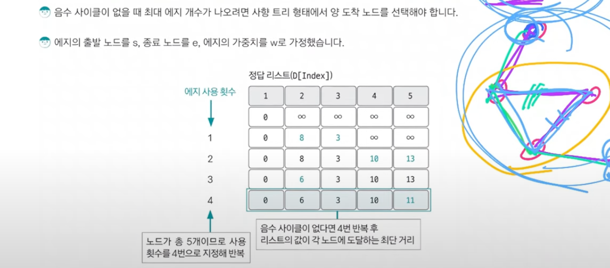 음수 사이클이 없을 때 최대 에지 개수가 나오려면 사향 트리 형태에서 양 도착 노드를 선택해야 합니다.
에지의 출발 노드를 s, 종료 노드를 e, 에지의 가중치를 w로 가정했습니다.
정답 리스트(D[Index])
에지 사용 횟수
1 2 3 4 5
0 ∞ ∞ ∞ ∞
1 0 8 3 ∞ ∞
2 0 8 3 10 13
3 0 6 3 10 13
4 0 6 3 10 11
노드가 총 5개이므로 사용
횟수를 4번으로 지정해 반복
음수 사이클이 없다면 4번 반복 후
리스트의 값이 각 노드에 도달하는 최단 거리